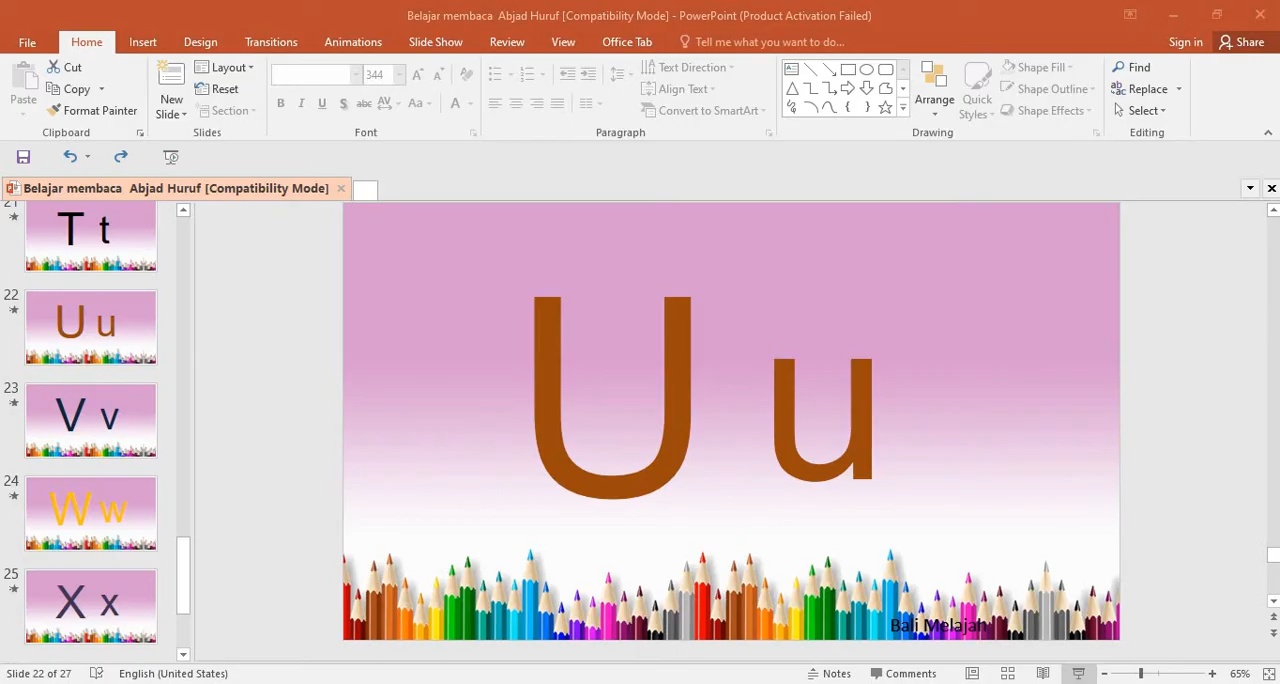 Belajar membaca  Abjad Huruf [Compatibility Mode] - PowerPoint (Product Activation Failed)
File Home Insert Design Transitions Animations Slide Show Review View Office Tab Tell me what you want to do... Sign in Share
Paste
Cut
Copy
Format Painter
Clipboard
New Slide
Layout
Reset
Section
Slides
344
B I U S abc AV Aa A
Font
Text Direction
Align Text
Convert to SmartArt
Paragraph
Arrange
Quick Styles
Shape Fill
Shape Outline
Shape Effects
Drawing
Find
Replace
Select
Editing
Belajar membaca  Abjad Huruf [Compatibility Mode]
21
T t
22
U u
23
V v
24
W w
25
X x
U u
Bali Melajah
Slide 22 of 27 English (United States) Notes Comments 65%